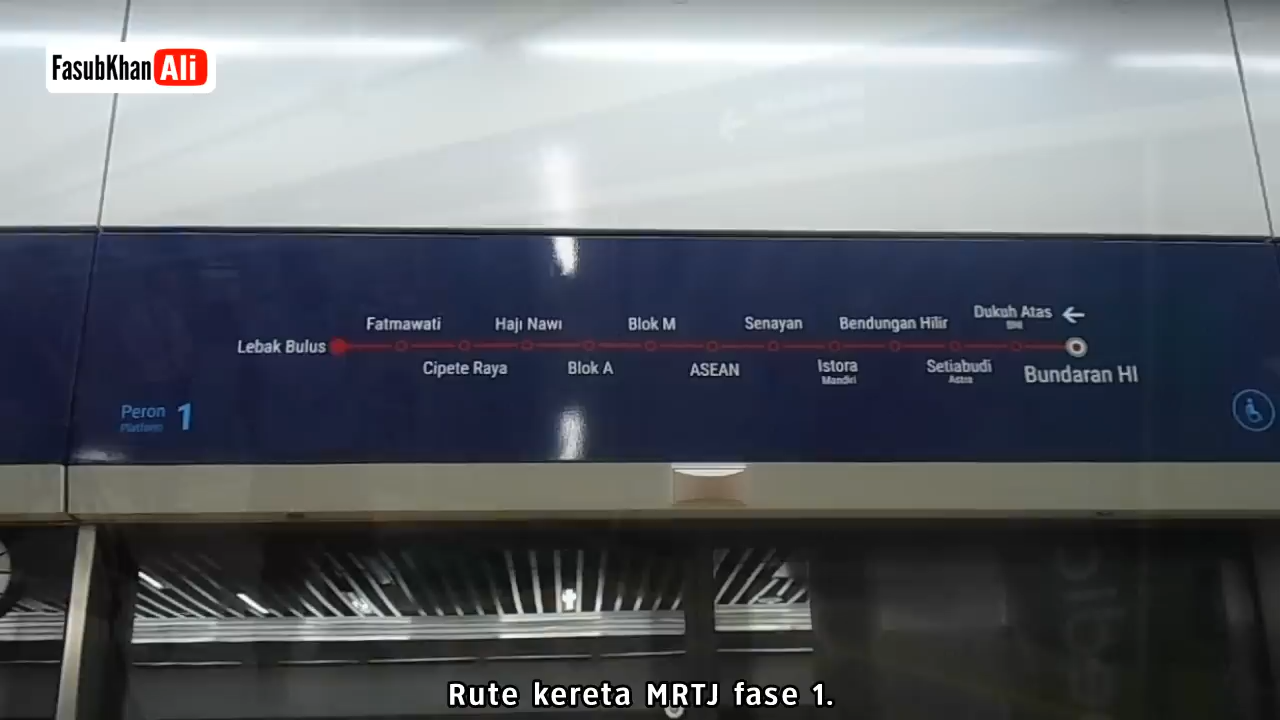 FasubKhan Ali
Fatmawati
Haji Nawi
Blok M
Senayan
Bendungan Hilir
Dukuh Atas
BNI
Lebak Bulus
Cipete Raya
Blok A
ASEAN
Istora
Mandiri
Setiabudi
Astra
Bundaran HI
Peron 1
Platform
Rute kereta MRTJ fase 1.